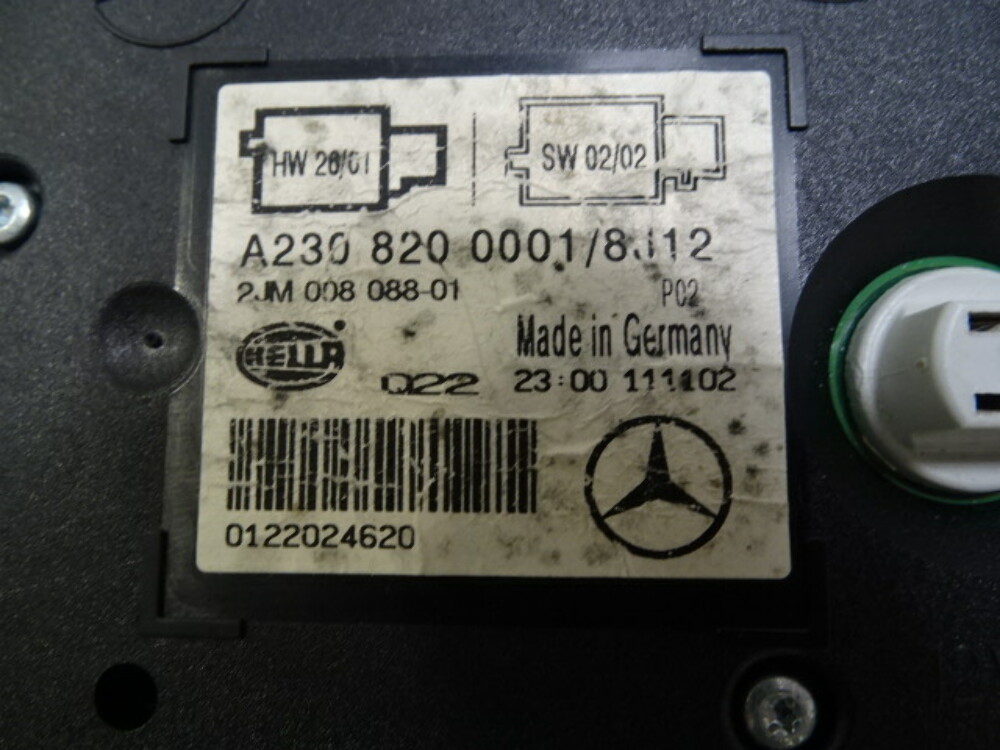 HW 26/01
SW 02/02
A230 820 0001/8J12
2JM 008 088-01
P02
HELLA
Made in Germany
Q22
23:00 111102
0122024620